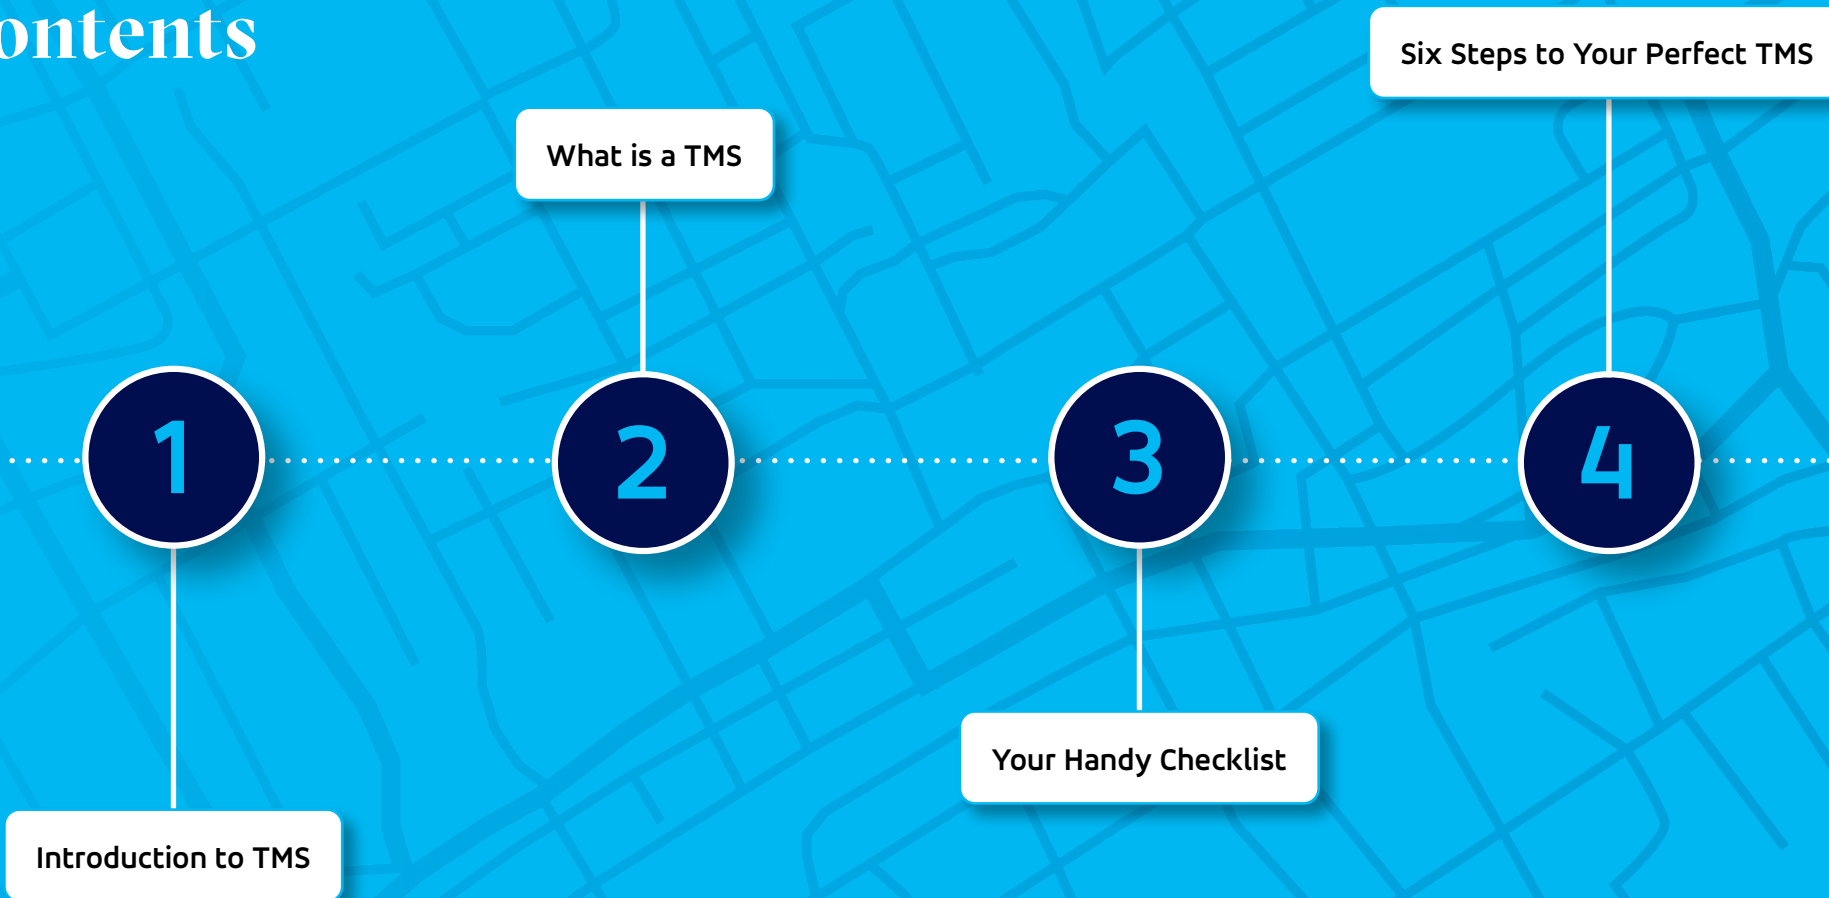 ontents
1
Introduction to TMS
2
What is a TMS
3
Your Handy Checklist
4
Six Steps to Your Perfect TMS